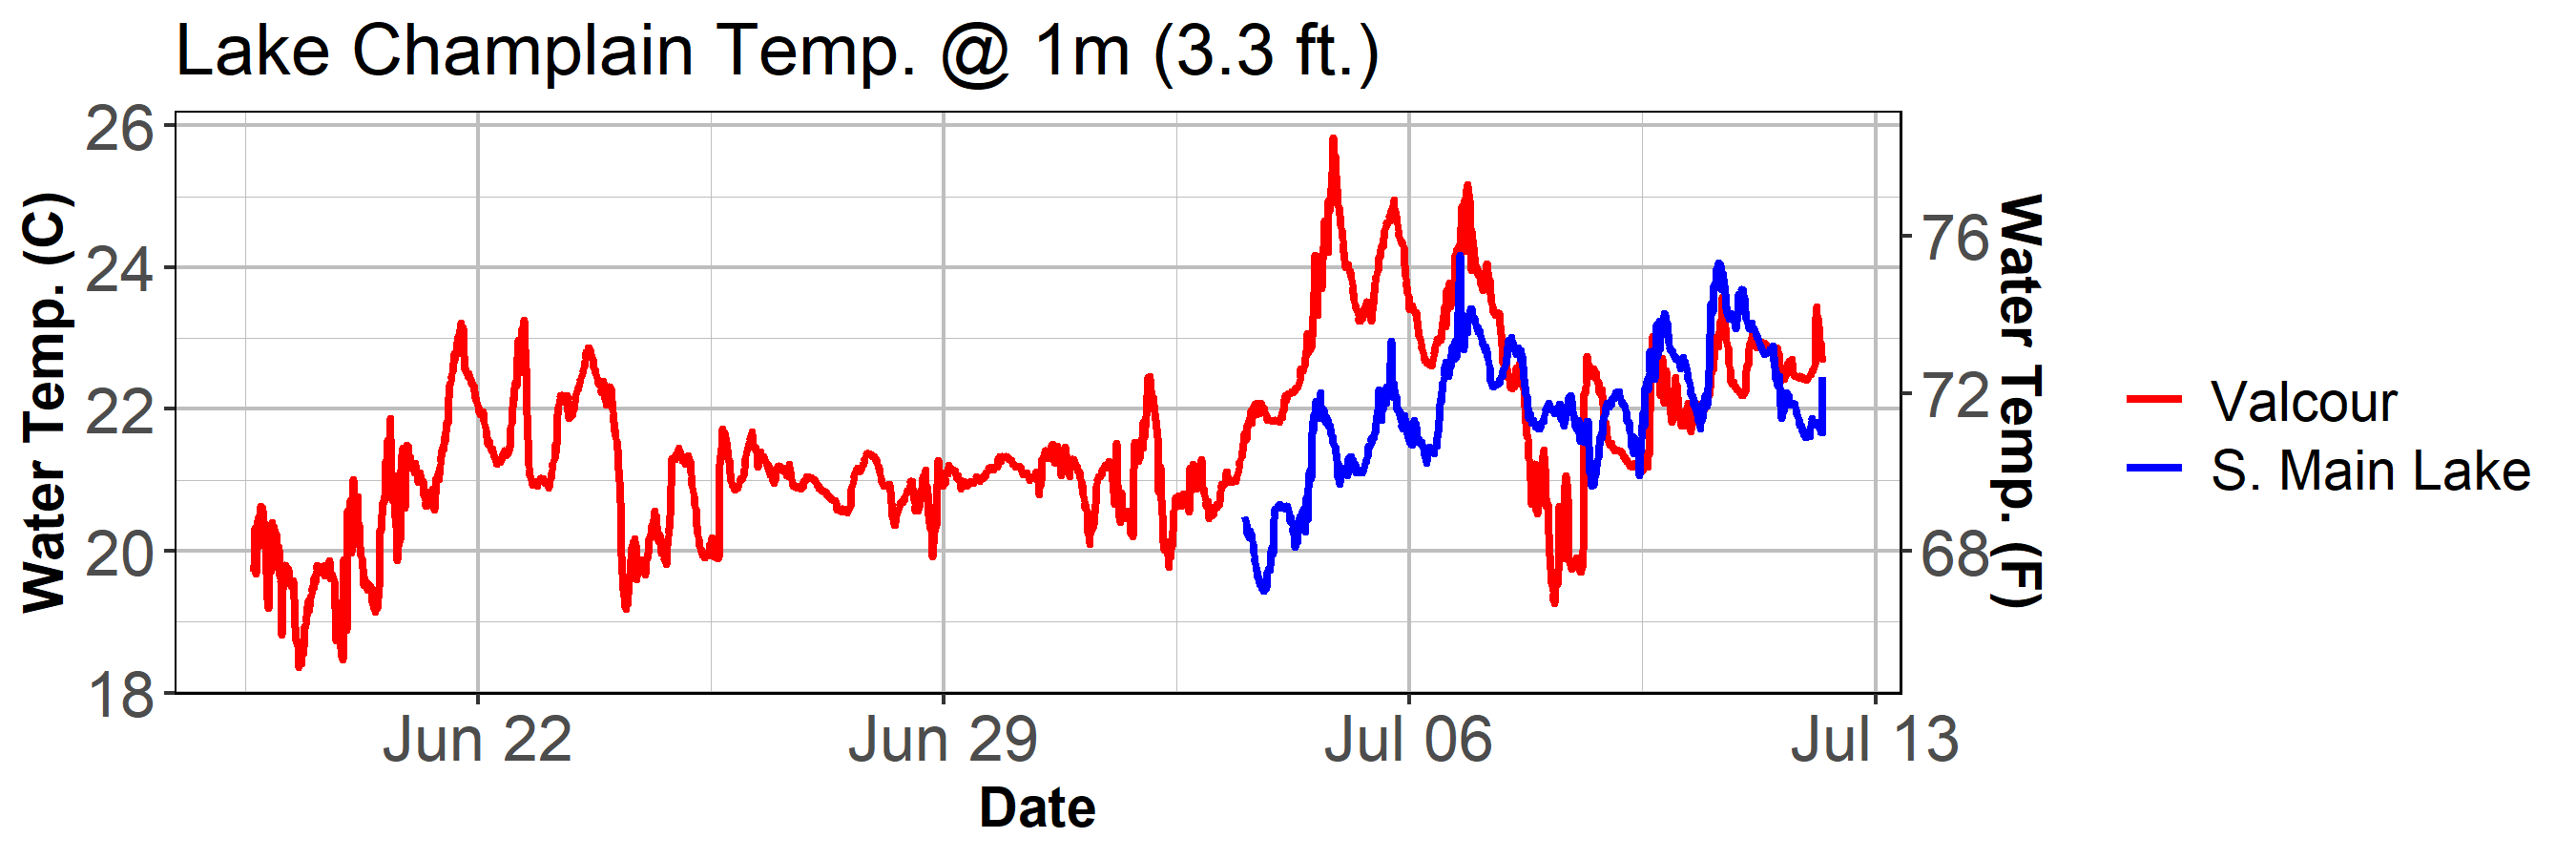 Lake Champlain Temp. @ 1m (3.3 ft.)
Water Temp. (C)
26
24
22
20
18
76
72
68
Water Temp. (F)
Jun 22
Jun 29
Jul 06
Jul 13
Date
Valcour
S. Main Lake